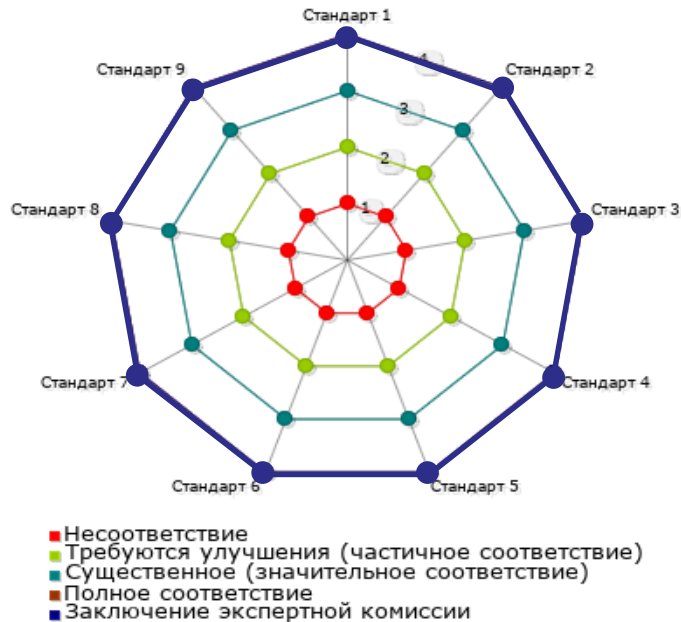 Стандарт 1
Стандарт 9
4
Стандарт 2
3
2
Стандарт 8
1
Стандарт 3
Стандарт 7
Стандарт 4
Стандарт 6
Стандарт 5
Несоответствие
Требуются улучшения (частичное соответствие)
Существенное (значительное соответствие)
Полное соответствие
Заключение экспертной комиссии